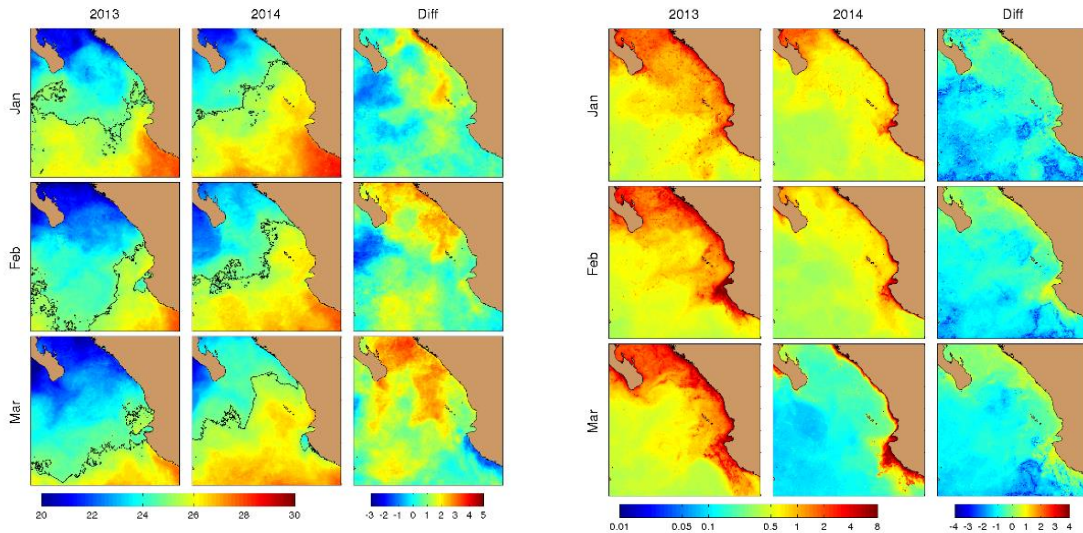 2013 2014 Diff 2013 2014 Diff
Jan Jan
Feb Feb
Mar Mar
20 22 24 26 28 30 -3 -2 -1 0 1 2 3 4 5 0.01 0.05 0.1 0.5 1 2 4 8 -4 -3 -2 -1 0 1 2 3 4